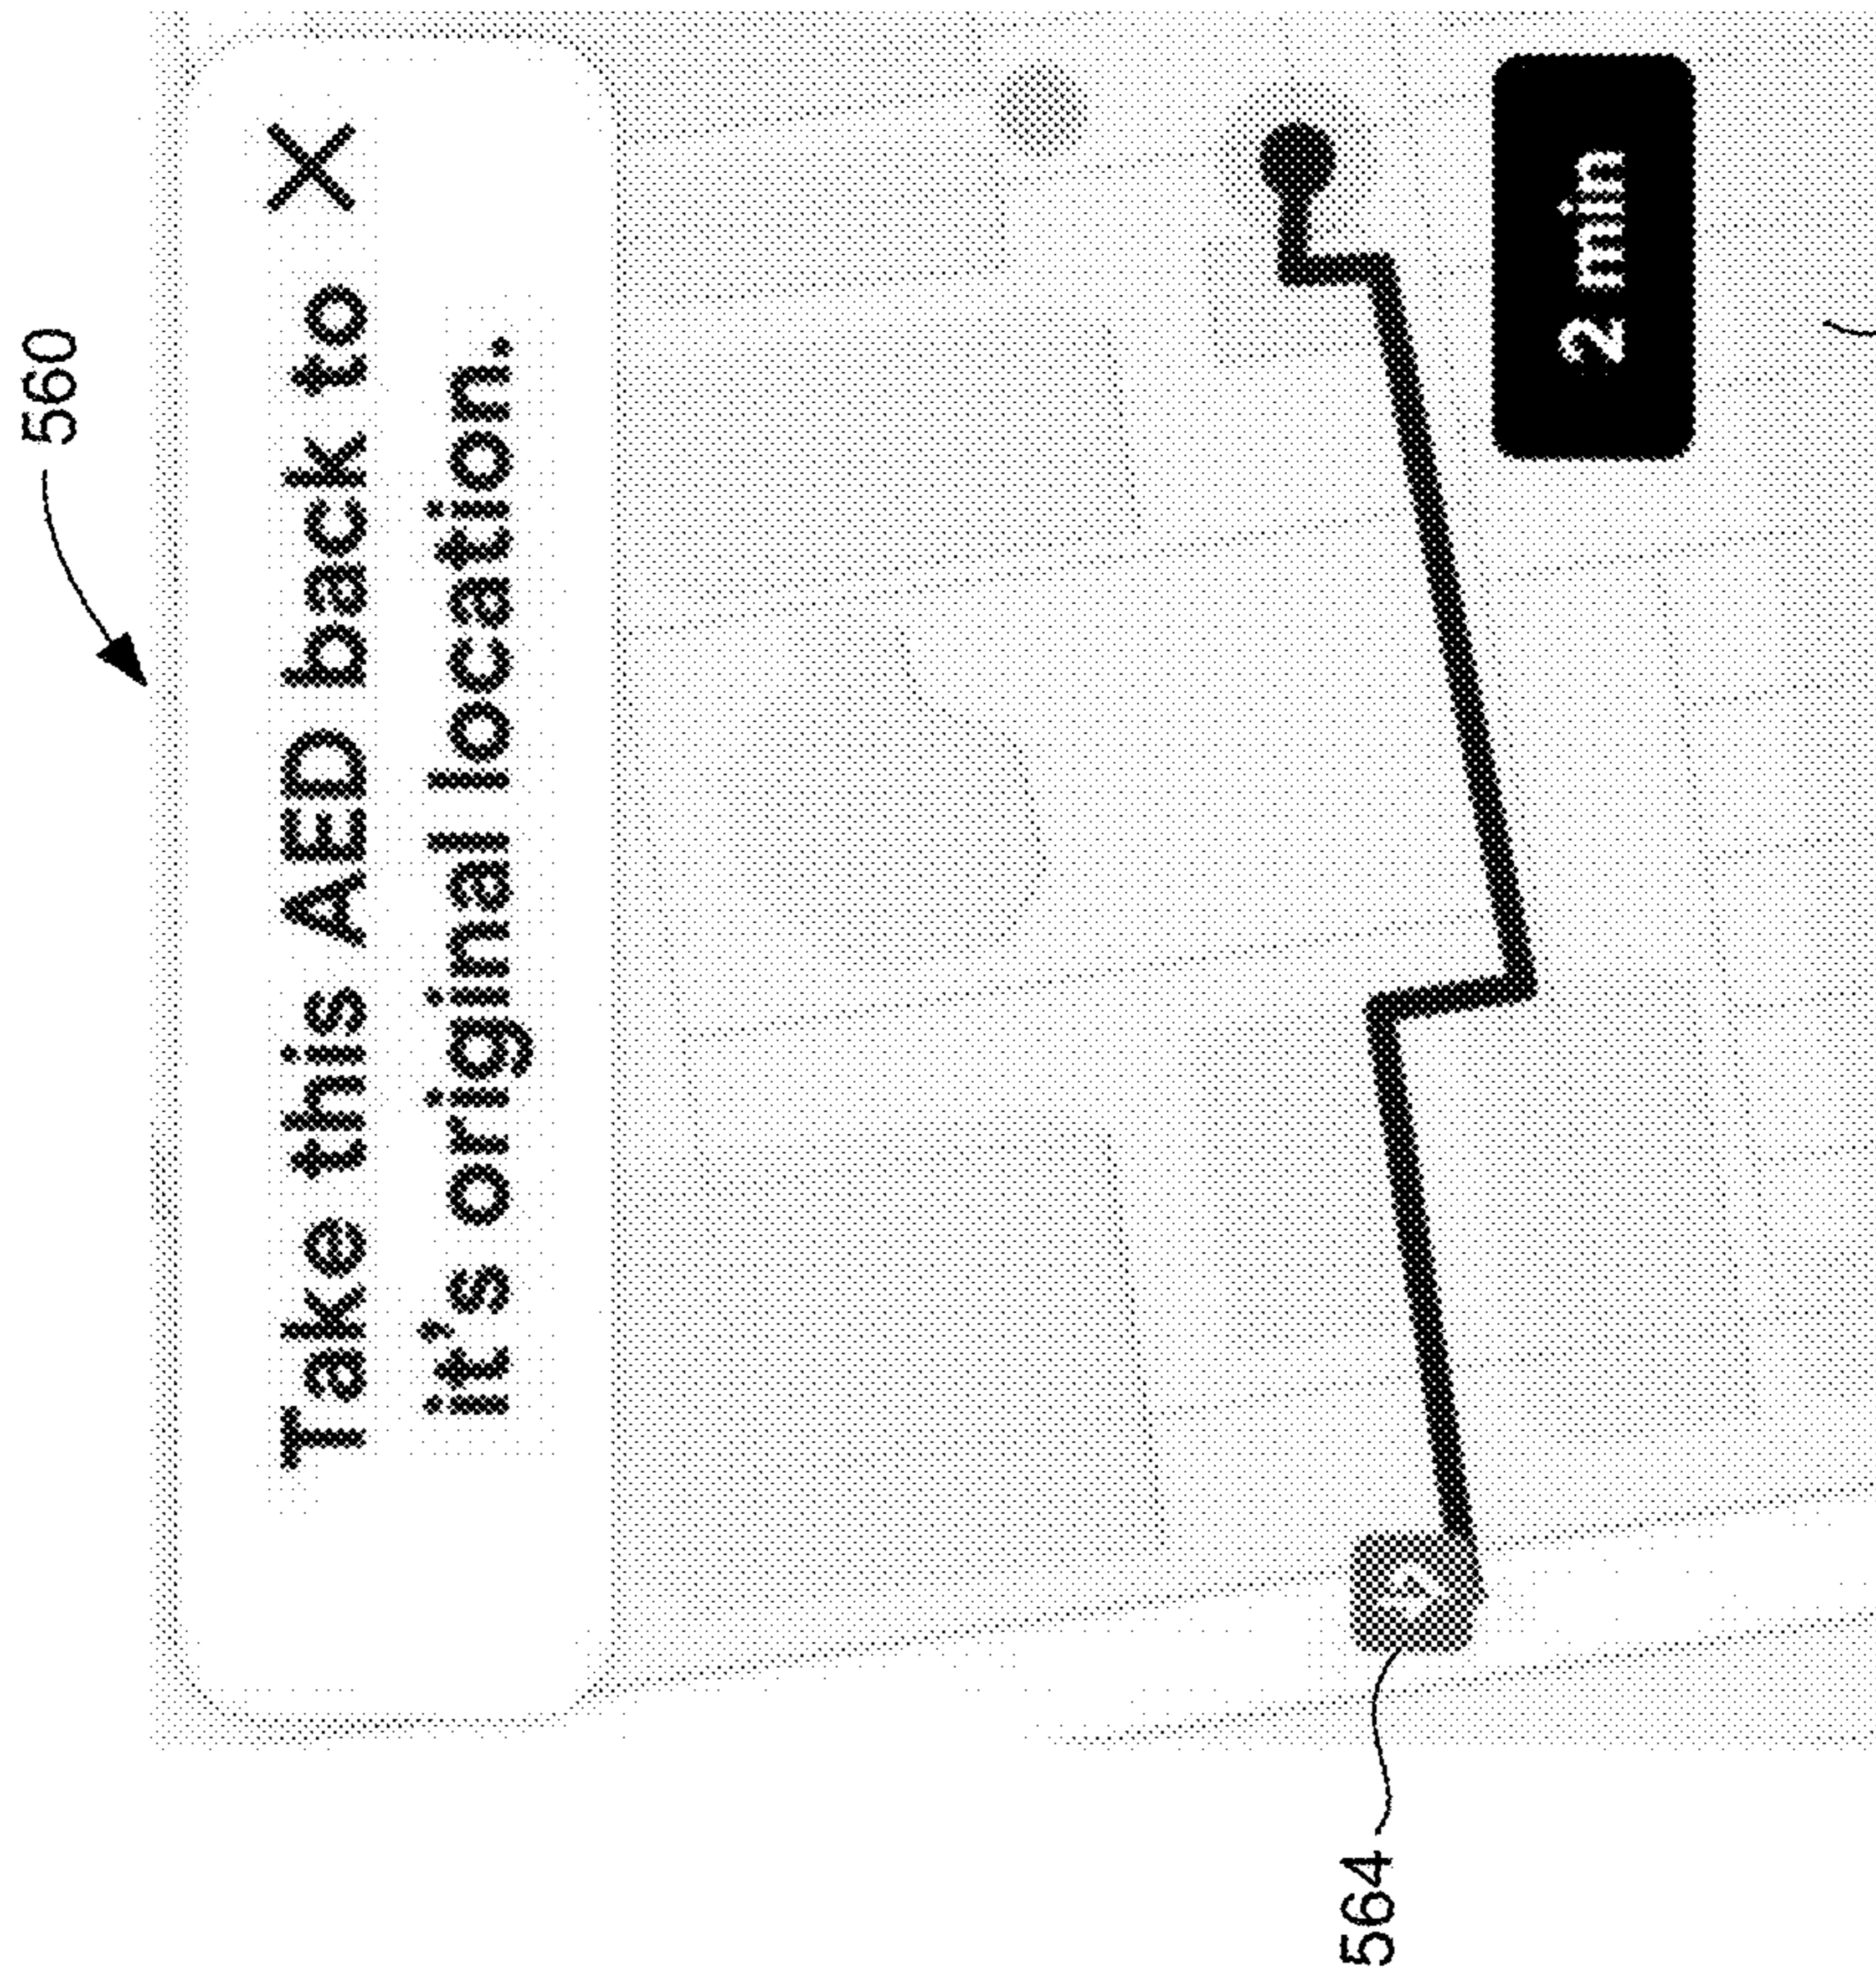 560
Take this AED back to X
it's original location.
2 min
564